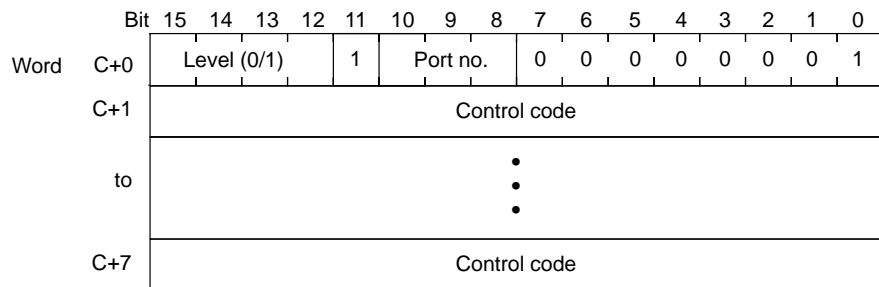 Bit 15 14 13 12 11 10 9 8 7 6 5 4 3 2 1 0
Word C+0 Level (0/1) 1 Port no. 0 0 0 0 0 0 0 1
C+1 Control code
to
C+7 Control code